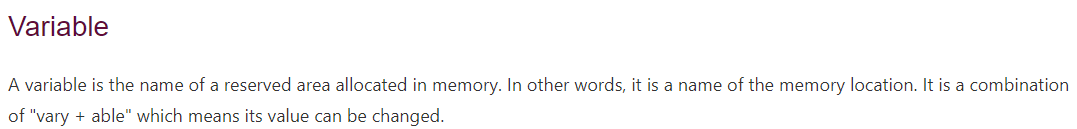 Variable
A variable is the name of a reserved area allocated in memory. In other words, it is a name of the memory location. It is a combination
of "vary + able" which means its value can be changed.